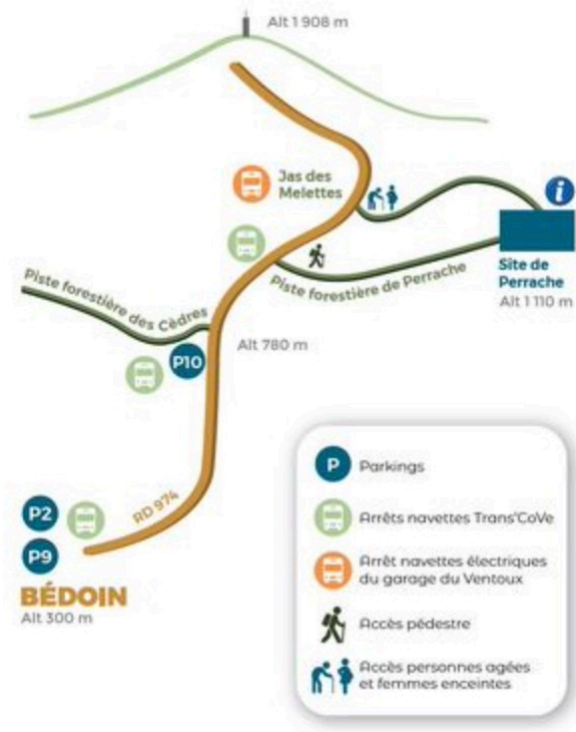 Alt 1 908 m
Jas des
Melettes
i
Piste forestière de Perrache
Site de
Perrache
Alt 1 110 m
Piste forestière des Cèdres
Alt 780 m
P10
RD 974
P2
P9
BÉDOIN
Alt 300 m
P Parkings
Arrêts navettes Trans'CoVe
Arrêt navettes électriques
du garage du Ventoux
Accès pédestre
Accès personnes agées
et femmes enceintes